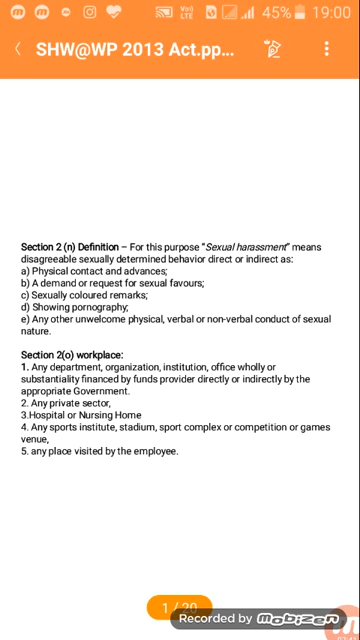 Vo))
LTE
45%
19:00
SHW@WP 2013 Act.pp...
Section 2 (n) Definition – For this purpose "Sexual harassment" means
disagreeable sexually determined behavior direct or indirect as:
a) Physical contact and advances;
b) A demand or request for sexual favours;
c) Sexually coloured remarks;
d) Showing pornography;
e) Any other unwelcome physical, verbal or non-verbal conduct of sexual
nature.
Section 2(o) workplace:
1. Any department, organization, institution, office wholly or
substantiality financed by funds provider directly or indirectly by the
appropriate Government.
2. Any private sector,
3.Hospital or Nursing Home
4. Any sports institute, stadium, sport complex or competition or games
venue,
5. any place visited by the employee.
1 / 20
Recorded by Mobizen